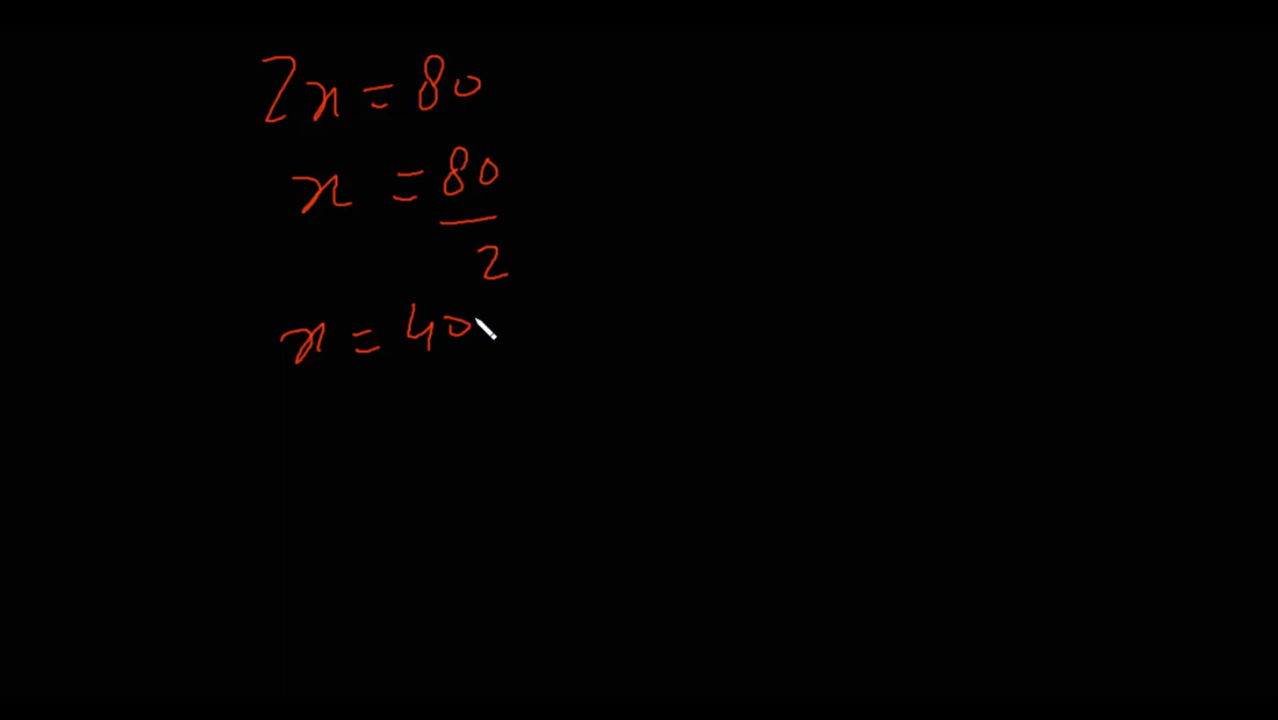 2x = 80
x = 80/2
x = 40